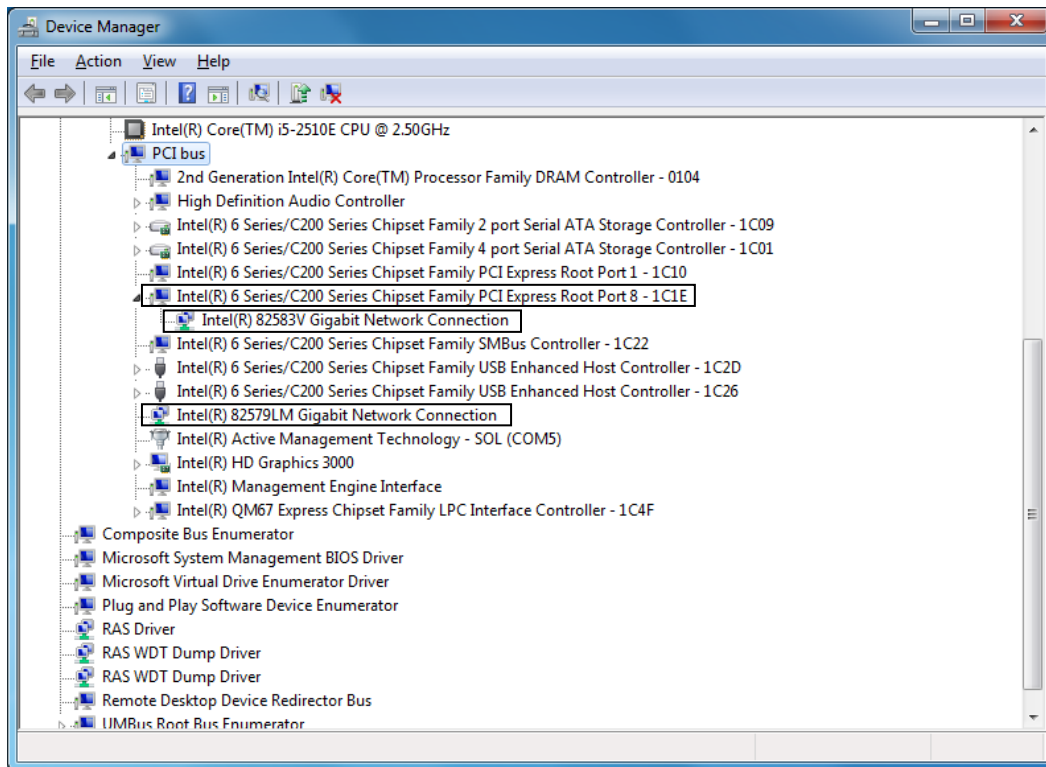 Device Manager
File Action View Help
Intel(R) Core(TM) i5-2510E CPU @ 2.50GHz
PCI bus
2nd Generation Intel(R) Core(TM) Processor Family DRAM Controller - 0104
High Definition Audio Controller
Intel(R) 6 Series/C200 Series Chipset Family 2 port Serial ATA Storage Controller - 1C09
Intel(R) 6 Series/C200 Series Chipset Family 4 port Serial ATA Storage Controller - 1C01
Intel(R) 6 Series/C200 Series Chipset Family PCI Express Root Port 1 - 1C10
Intel(R) 6 Series/C200 Series Chipset Family PCI Express Root Port 8 - 1C1E
Intel(R) 82583V Gigabit Network Connection
Intel(R) 6 Series/C200 Series Chipset Family SMBus Controller - 1C22
Intel(R) 6 Series/C200 Series Chipset Family USB Enhanced Host Controller - 1C2D
Intel(R) 6 Series/C200 Series Chipset Family USB Enhanced Host Controller - 1C26
Intel(R) 82579LM Gigabit Network Connection
Intel(R) Active Management Technology - SOL (COM5)
Intel(R) HD Graphics 3000
Intel(R) Management Engine Interface
Intel(R) QM67 Express Chipset Family LPC Interface Controller - 1C4F
Composite Bus Enumerator
Microsoft System Management BIOS Driver
Microsoft Virtual Drive Enumerator Driver
Plug and Play Software Device Enumerator
RAS Driver
RAS WDT Dump Driver
RAS WDT Dump Driver
Remote Desktop Device Redirector Bus
UMBus Root Bus Enumerator